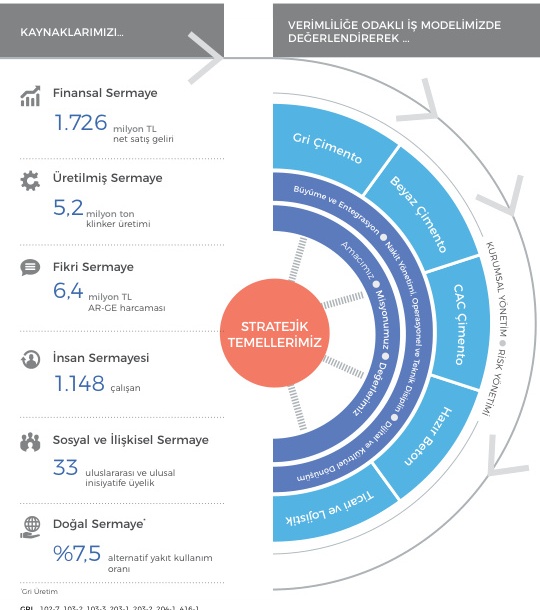 KAYNAKLARIMIZI...
VERİMLİLİĞE ODAKLI İŞ MODELİMİZDE
DEĞERLENDİREREK ...
Finansal Sermaye
1.726 milyon TL
net satış geliri
Üretilmiş Sermaye
5,2 milyon ton
klinker üretimi
Fikri Sermaye
6,4 milyon TL
AR-GE harcaması
İnsan Sermayesi
1.148 çalışan
Sosyal ve İlişkisel Sermaye
33 uluslararası ve ulusal
inisiyatife üyelik
Doğal Sermaye*
%7,5 alternatif yakıt kullanım
oranı
*Gri Üretim
GRI 102-7, 103-2, 103-3, 203-1, 203-2, 204-1, 416-1
STRATEJİK
TEMELLERİMİZ
Amacımız ● Misyonumuz ● Değerlerimiz
Büyüme ve Entegrasyon ● Nakit Yönetimi, Operasyonel ve Teknik Disiplin ● Dijital ve Kültürel Dönüşüm
Gri Çimento
Beyaz Çimento
CAC Çimento
Hazır Beton
Ticari ve Lojistik
KURUMSAL YÖNETİM ● RİSK YÖNETİMİ